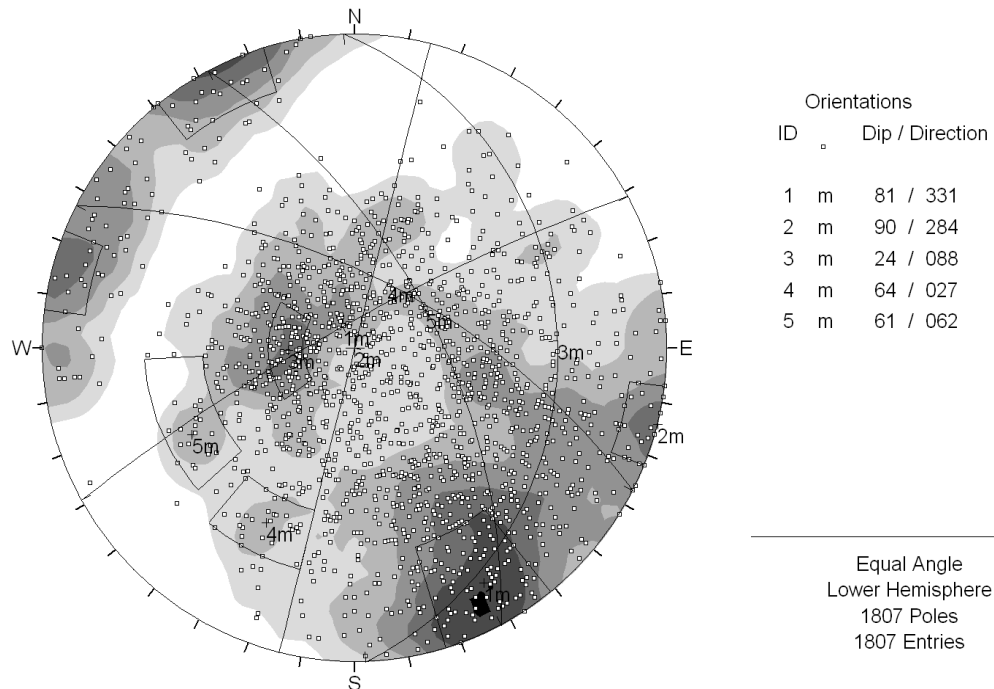 N
Orientations
ID Dip / Direction
1 m 81 / 331
2 m 90 / 284
3 m 24 / 088
4 m 64 / 027
5 m 61 / 062
4m
5m
1m
2m
3m
3m
W
E
5m
2m
4m
1m
S
Equal Angle
Lower Hemisphere
1807 Poles
1807 Entries